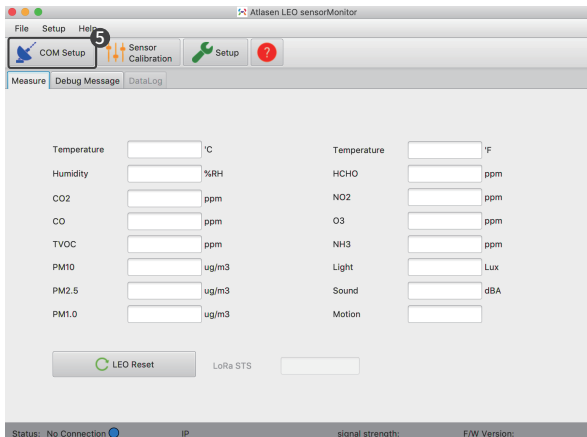 Atlasen LEO sensorMonitor
File Setup Help
5
COM Setup Sensor Calibration Setup ?
Measure Debug Message DataLog
Temperature 'C Temperature 'F
Humidity %RH HCHO ppm
CO2 ppm NO2 ppm
CO ppm O3 ppm
TVOC ppm NH3 ppm
PM10 ug/m3 Light Lux
PM2.5 ug/m3 Sound dBA
PM1.0 ug/m3 Motion
LEO Reset LoRa STS
Status: No Connection IP signal strength: F/W Version: